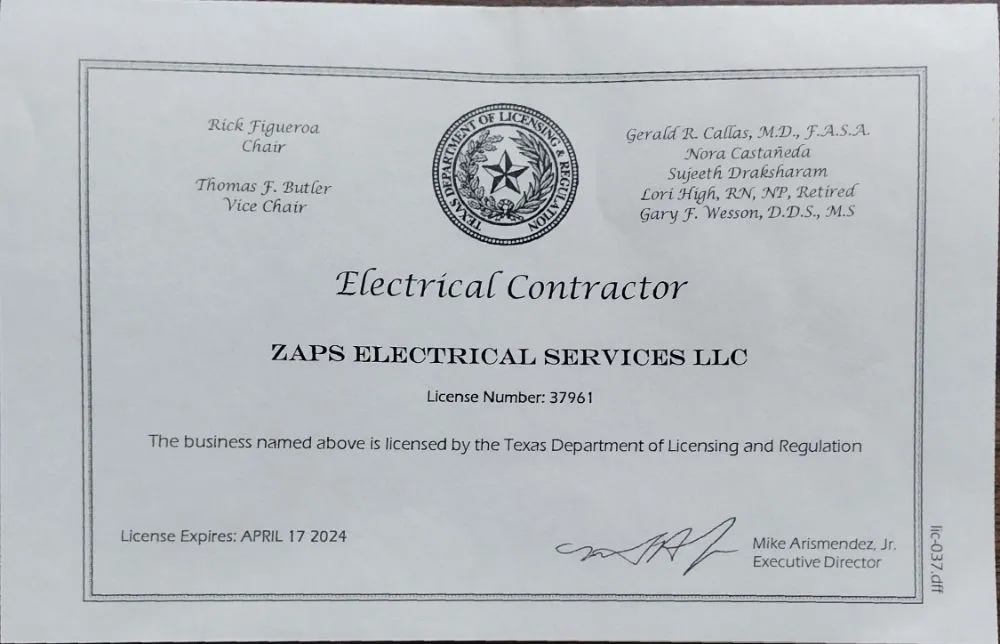 Rick Figueroa
Chair
Thomas F. Butler
Vice Chair
TEXAS DEPARTMENT OF LICENSING & REGULATION
Gerald R. Callas, M.D., F.A.S.A.
Nora Castañeda
Sujeeth Draksharam
Lori High, RN, NP, Retired
Gary F. Wesson, D.D.S., M.S
Electrical Contractor
ZAPS ELECTRICAL SERVICES LLC
License Number: 37961
The business named above is licensed by the Texas Department of Licensing and Regulation
License Expires: APRIL 17 2024
Mike Arismendez, Jr.
Executive Director
lic-037.dff